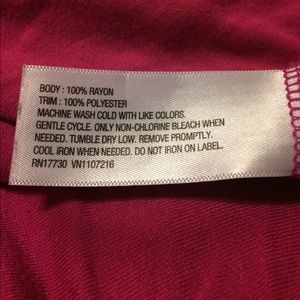 BODY : 100% RAYON
TRIM : 100% POLYESTER
MACHINE WASH COLD WITH LIKE COLORS.
GENTLE CYCLE. ONLY NON-CHLORINE BLEACH WHEN
NEEDED. TUMBLE DRY LOW. REMOVE PROMPTLY.
COOL IRON WHEN NEEDED. DO NOT IRON ON LABEL.
RN17730 VN1107216